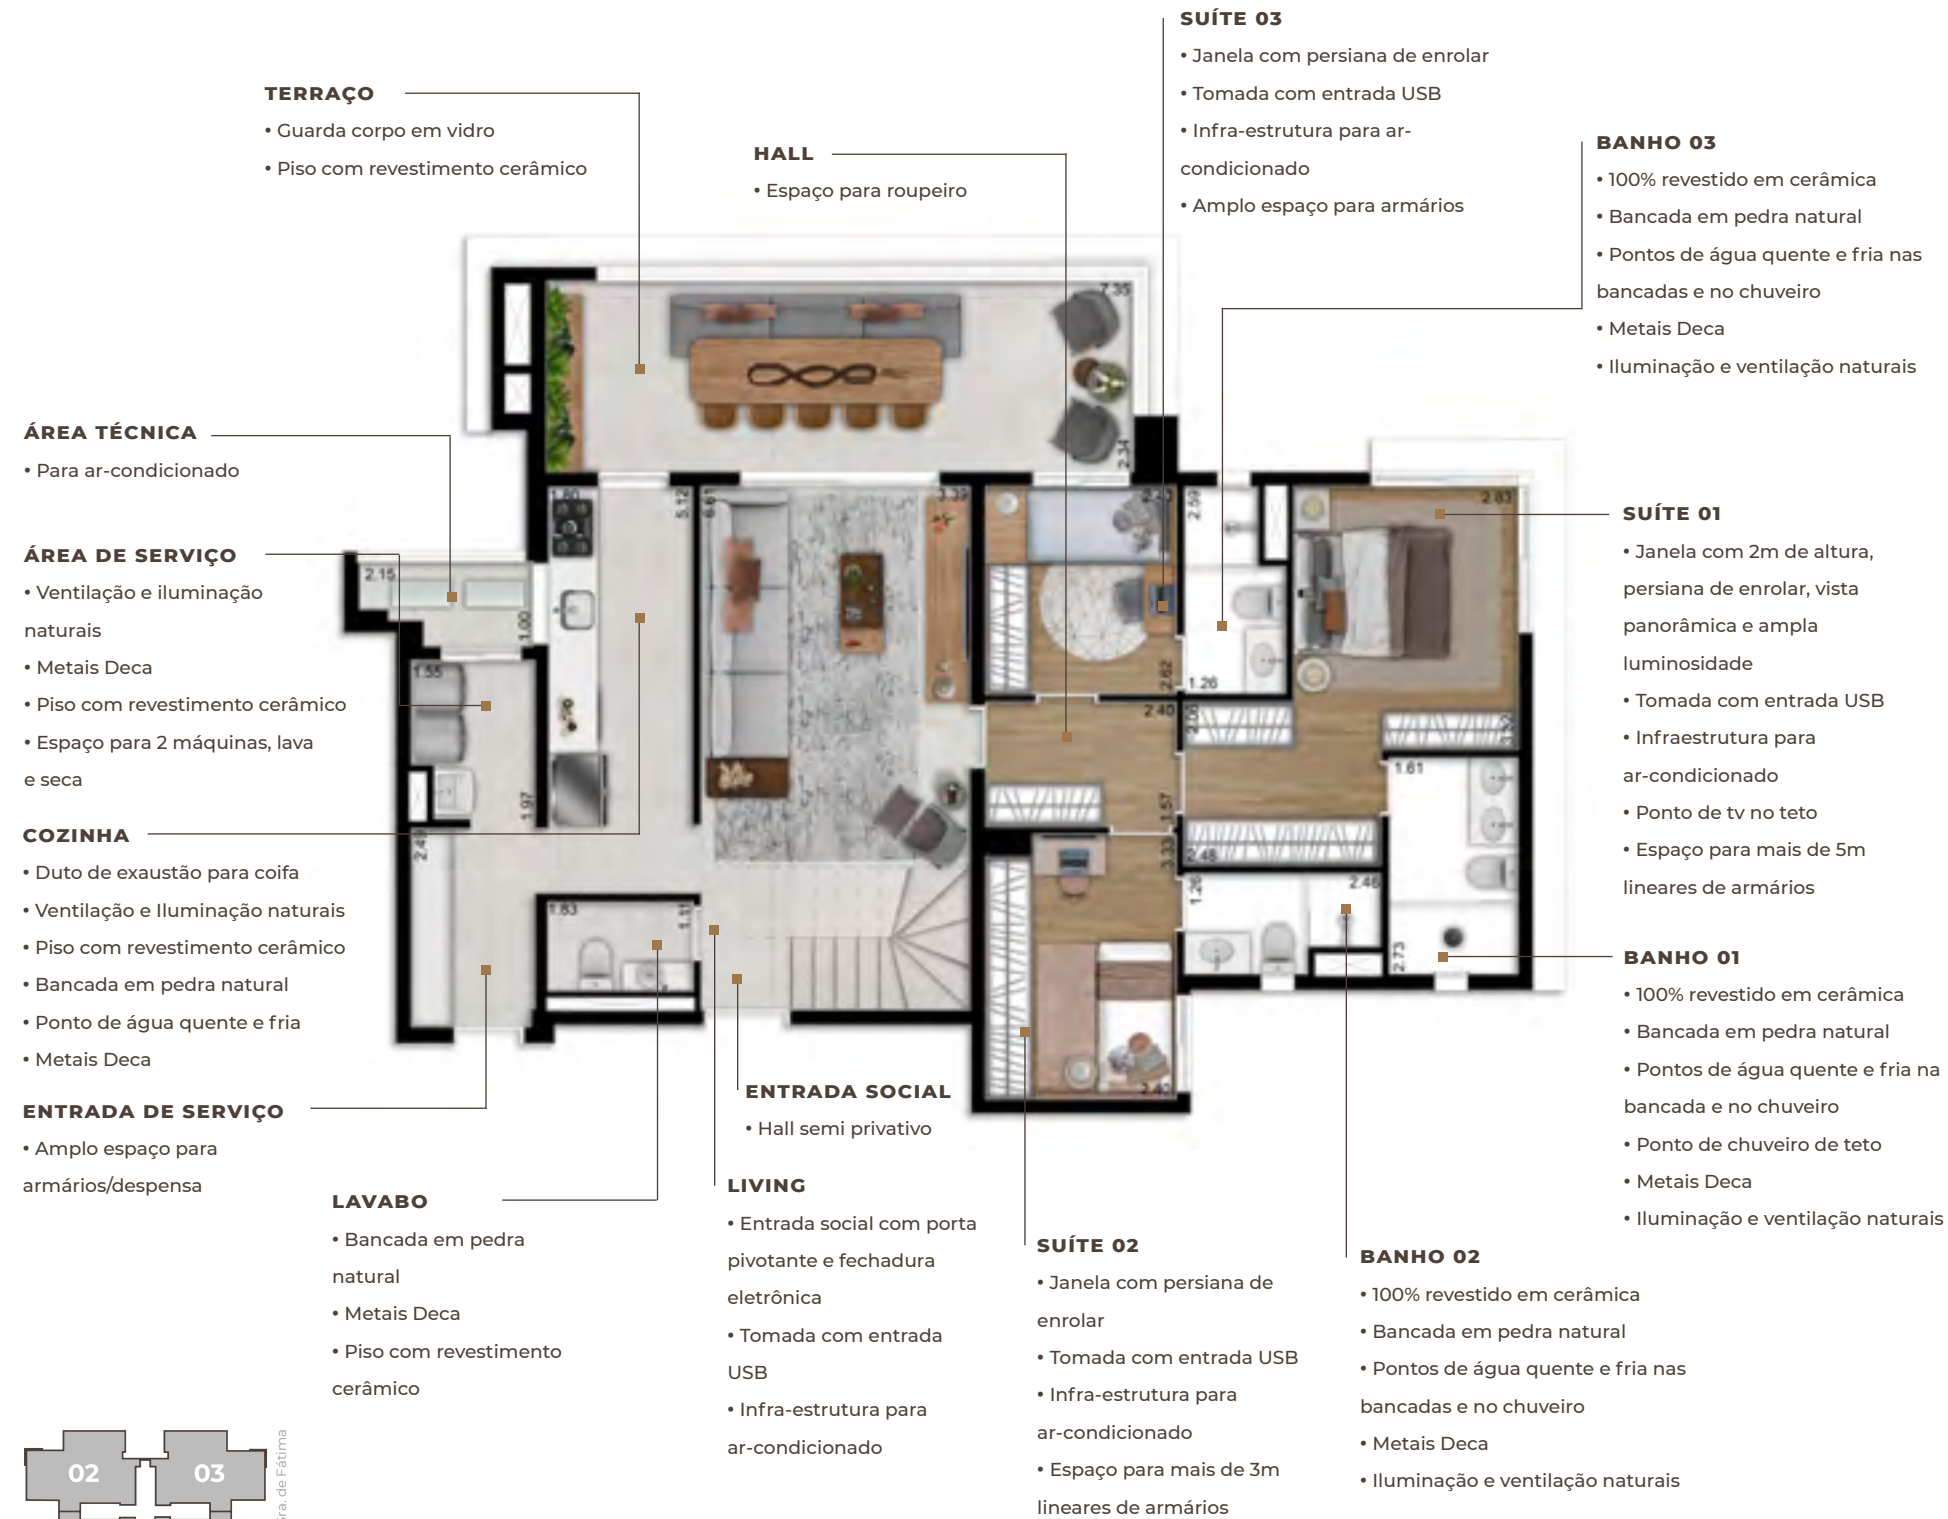 SUÍTE 03
• Janela com persiana de enrolar
• Tomada com entrada USB
• Infra-estrutura para ar-
condicionado
• Amplo espaço para armários
TERRAÇO
• Guarda corpo em vidro
• Piso com revestimento cerâmico
HALL
• Espaço para roupeiro
BANHO 03
• 100% revestido em cerâmica
• Bancada em pedra natural
• Pontos de água quente e fria nas
bancadas e no chuveiro
• Metais Deca
• Iluminação e ventilação naturais
ÁREA TÉCNICA
• Para ar-condicionado
ÁREA DE SERVIÇO
• Ventilação e iluminação
naturais
• Metais Deca
• Piso com revestimento cerâmico
• Espaço para 2 máquinas, lava
e seca
COZINHA
• Duto de exaustão para coifa
• Ventilação e Iluminação naturais
• Piso com revestimento cerâmico
• Bancada em pedra natural
• Ponto de água quente e fria
• Metais Deca
ENTRADA DE SERVIÇO
• Amplo espaço para
armários/despensa
7.35
2.34
1.80
5.12
6.61
3.39
2.43
2.59
2.83
2.15
1.00
1.55
2.62
1.26
2.40
2.08
3.32
1.97
1.57
1.61
3.33
2.46
1.26
2.46
1.83
1.11
2.73
2.40
SUÍTE 01
• Janela com 2m de altura,
persiana de enrolar, vista
panorâmica e ampla
luminosidade
• Tomada com entrada USB
• Infraestrutura para
ar-condicionado
• Ponto de tv no teto
• Espaço para mais de 5m
lineares de armários
BANHO 01
• 100% revestido em cerâmica
• Bancada em pedra natural
• Pontos de água quente e fria na
bancada e no chuveiro
• Ponto de chuveiro de teto
• Metais Deca
• Iluminação e ventilação naturais
ENTRADA SOCIAL
• Hall semi privativo
LAVABO
• Bancada em pedra
natural
• Metais Deca
• Piso com revestimento
cerâmico
LIVING
• Entrada social com porta
pivotante e fechadura
eletrônica
• Tomada com entrada
USB
• Infra-estrutura para
ar-condicionado
SUÍTE 02
• Janela com persiana de
enrolar
• Tomada com entrada USB
• Infra-estrutura para
ar-condicionado
• Espaço para mais de 3m
lineares de armários
BANHO 02
• 100% revestido em cerâmica
• Bancada em pedra natural
• Pontos de água quente e fria nas
bancadas e no chuveiro
• Metais Deca
• Iluminação e ventilação naturais
02
03
Sra. de Fátima